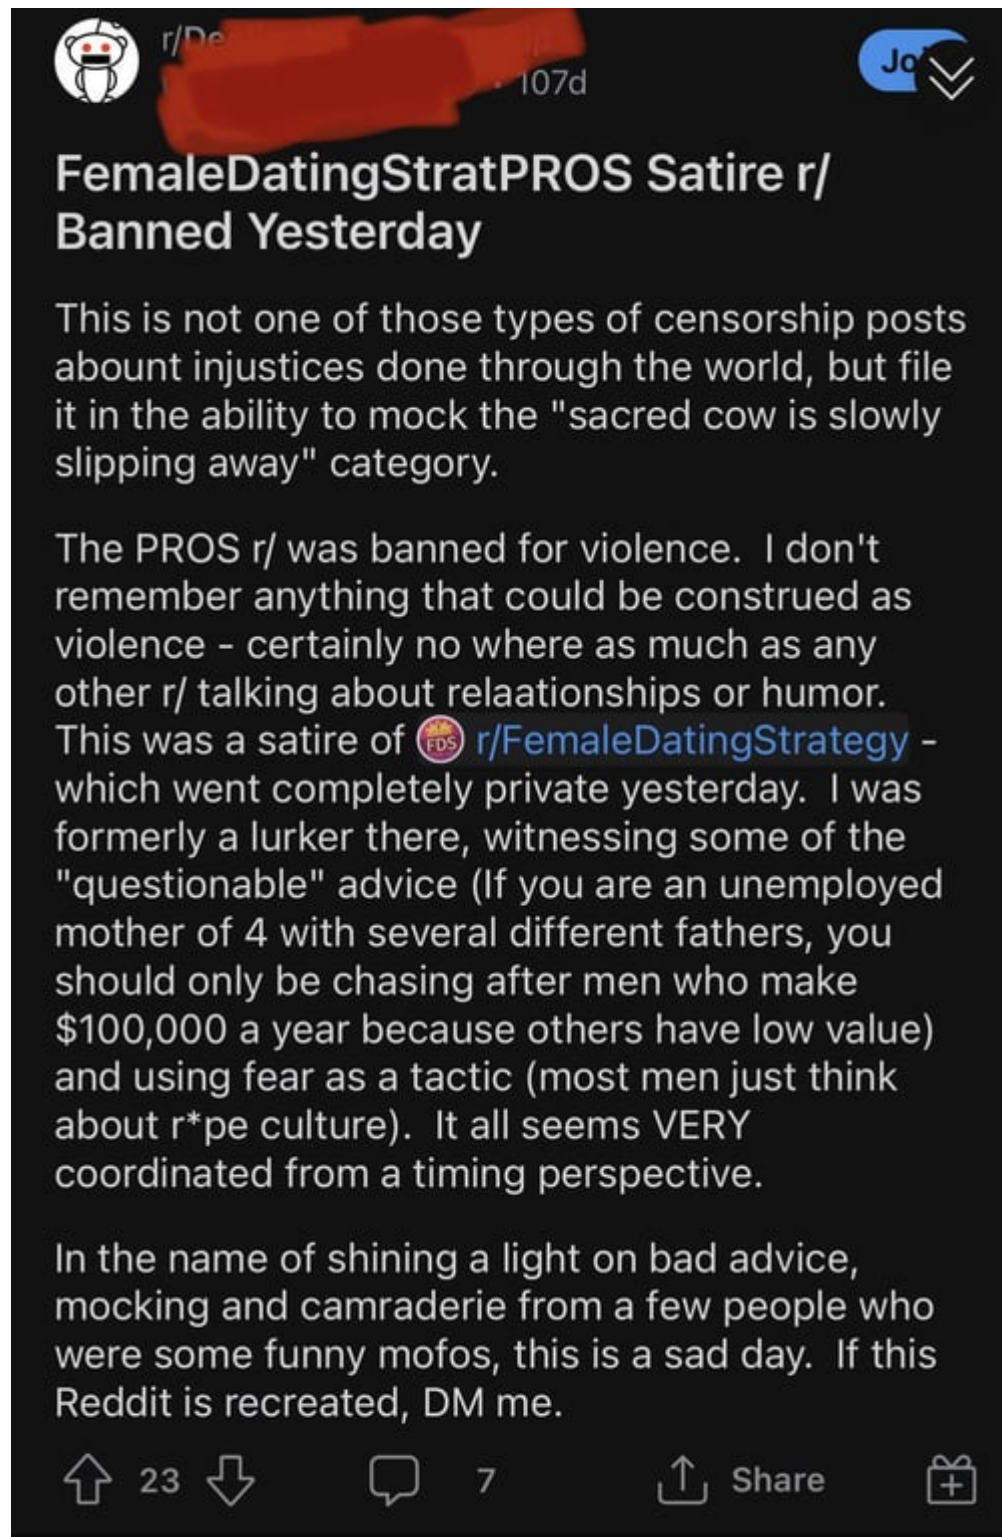 r/De
107d
Jo
FemaleDatingStratPROS Satire r/
Banned Yesterday
This is not one of those types of censorship posts
abount injustices done through the world, but file
it in the ability to mock the "sacred cow is slowly
slipping away" category.
The PROS r/ was banned for violence.  I don't
remember anything that could be construed as
violence - certainly no where as much as any
other r/ talking about relaationships or humor.
This was a satire of FDS r/FemaleDatingStrategy -
which went completely private yesterday.  I was
formerly a lurker there, witnessing some of the
"questionable" advice (If you are an unemployed
mother of 4 with several different fathers, you
should only be chasing after men who make
$100,000 a year because others have low value)
and using fear as a tactic (most men just think
about r*pe culture).  It all seems VERY
coordinated from a timing perspective.
In the name of shining a light on bad advice,
mocking and camraderie from a few people who
were some funny mofos, this is a sad day.  If this
Reddit is recreated, DM me.
23
7
Share